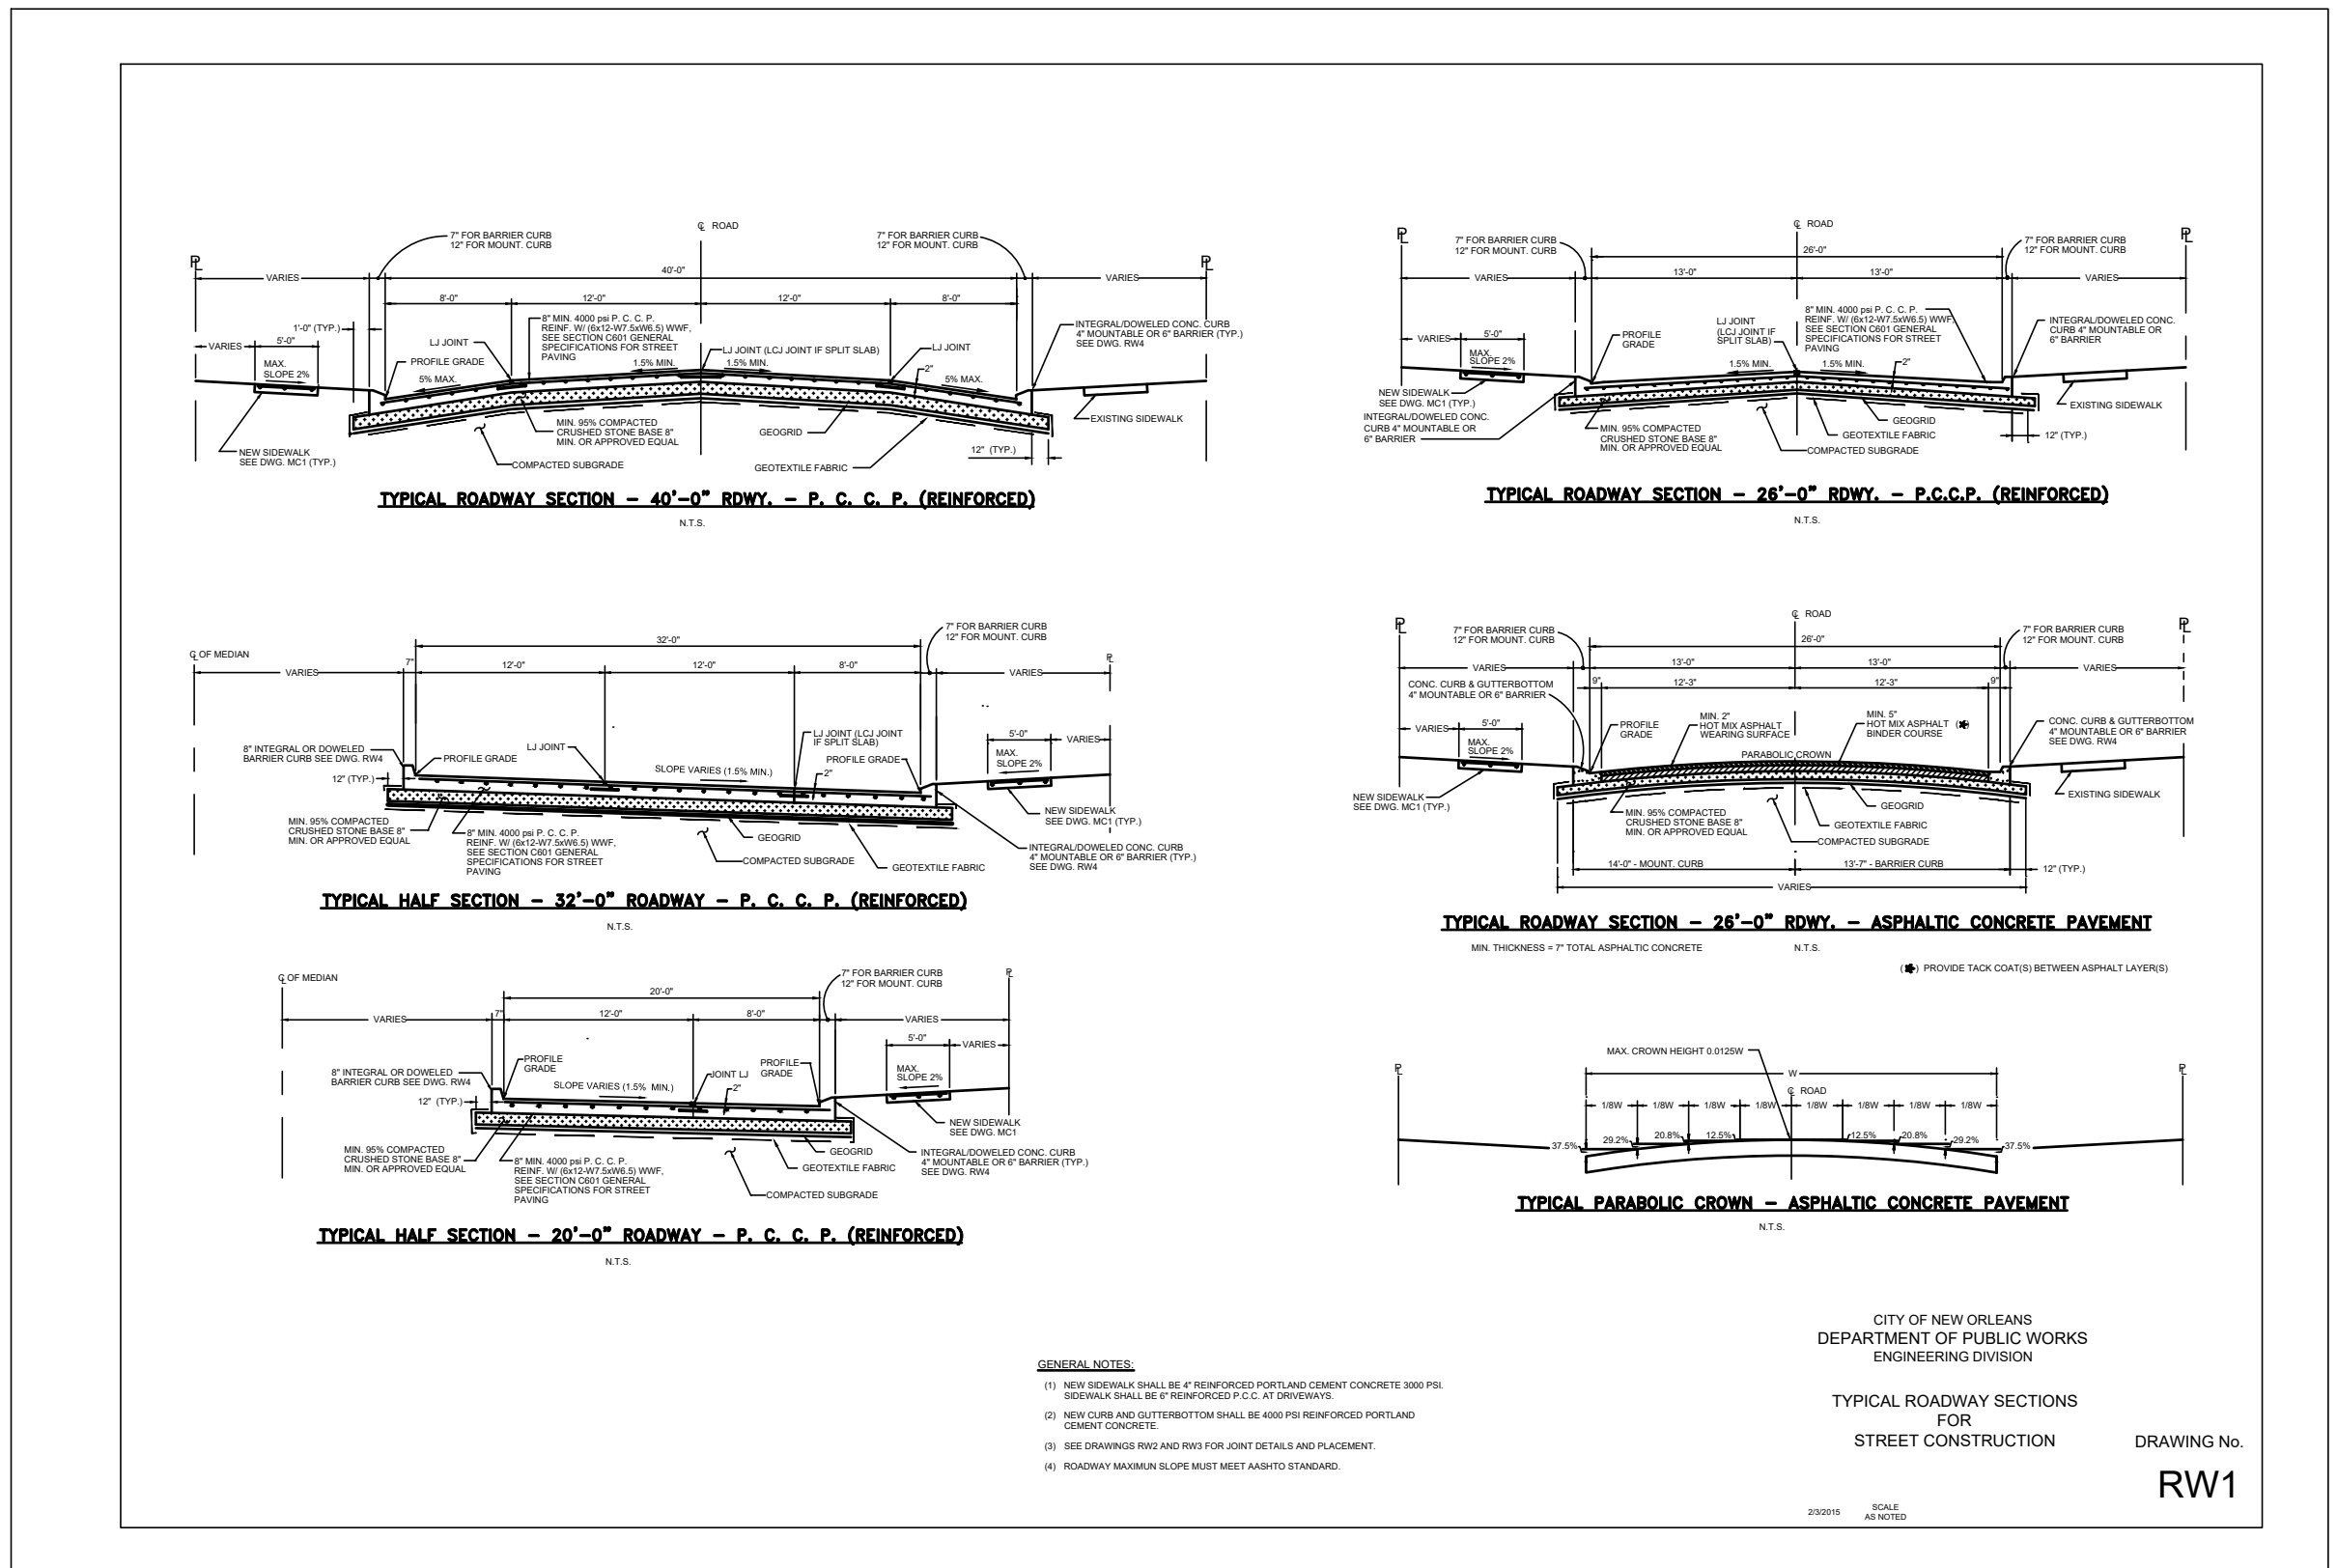 ℄ ROAD
7" FOR BARRIER CURB
12" FOR MOUNT. CURB
7" FOR BARRIER CURB
12" FOR MOUNT. CURB
℄
VARIES
40'-0"
VARIES
8'-0"
12'-0"
12'-0"
8'-0"
1'-0" (TYP.)
VARIES
5'-0"
MAX.
SLOPE 2%
LJ JOINT
PROFILE GRADE
5% MAX.
8" MIN. 4000 psi P. C. C. P.
REINF. W/ (6x12-W7.5xW6.5) WWF,
SEE SECTION C601 GENERAL
SPECIFICATIONS FOR STREET
PAVING
1.5% MIN.
1.5% MIN.
LJ JOINT (LCJ JOINT IF SPLIT SLAB)
LJ JOINT
2"
5% MAX.
INTEGRAL/DOWELED CONC. CURB
4" MOUNTABLE OR 6" BARRIER (TYP.)
SEE DWG. RW4
EXISTING SIDEWALK
NEW SIDEWALK
SEE DWG. MC1 (TYP.)
MIN. 95% COMPACTED
CRUSHED STONE BASE 8"
MIN. OR APPROVED EQUAL
COMPACTED SUBGRADE
GEOGRID
GEOTEXTILE FABRIC
12" (TYP.)
TYPICAL ROADWAY SECTION - 40'-0" RDWY. - P. C. C. P. (REINFORCED)
N.T.S.
℄ ROAD
7" FOR BARRIER CURB
12" FOR MOUNT. CURB
7" FOR BARRIER CURB
12" FOR MOUNT. CURB
26'-0"
VARIES
13'-0"
13'-0"
VARIES
VARIES
5'-0"
MAX.
SLOPE 2%
PROFILE
GRADE
LJ JOINT
(LCJ JOINT IF
SPLIT SLAB)
8" MIN. 4000 psi P. C. C. P.
REINF. W/ (6x12-W7.5xW6.5) WWF,
SEE SECTION C601 GENERAL
SPECIFICATIONS FOR STREET
PAVING
1.5% MIN.
1.5% MIN.
2"
INTEGRAL/DOWELED CONC.
CURB 4" MOUNTABLE OR
6" BARRIER
NEW SIDEWALK
SEE DWG. MC1 (TYP.)
INTEGRAL/DOWELED CONC.
CURB 4" MOUNTABLE OR
6" BARRIER
MIN. 95% COMPACTED
CRUSHED STONE BASE 8"
MIN. OR APPROVED EQUAL
GEOGRID
GEOTEXTILE FABRIC
COMPACTED SUBGRADE
EXISTING SIDEWALK
12" (TYP.)
TYPICAL ROADWAY SECTION - 26'-0" RDWY. - P.C.C.P. (REINFORCED)
N.T.S.
℄ OF MEDIAN
7" FOR BARRIER CURB
12" FOR MOUNT. CURB
32'-0"
VARIES
7"
12'-0"
12'-0"
8'-0"
VARIES
5'-0"
VARIES
MAX.
SLOPE 2%
8" INTEGRAL OR DOWELED
BARRIER CURB SEE DWG. RW4
12" (TYP.)
PROFILE GRADE
LJ JOINT
SLOPE VARIES (1.5% MIN.)
LJ JOINT (LCJ JOINT
IF SPLIT SLAB)
PROFILE GRADE
2"
NEW SIDEWALK
SEE DWG. MC1 (TYP.)
MIN. 95% COMPACTED
CRUSHED STONE BASE 8"
MIN. OR APPROVED EQUAL
8" MIN. 4000 psi P. C. C. P.
REINF. W/ (6x12-W7.5xW6.5) WWF,
SEE SECTION C601 GENERAL
SPECIFICATIONS FOR STREET
PAVING
GEOGRID
COMPACTED SUBGRADE
GEOTEXTILE FABRIC
INTEGRAL/DOWELED CONC. CURB
4" MOUNTABLE OR 6" BARRIER (TYP.)
SEE DWG. RW4
TYPICAL HALF SECTION - 32'-0" ROADWAY - P. C. C. P. (REINFORCED)
N.T.S.
℄ ROAD
7" FOR BARRIER CURB
12" FOR MOUNT. CURB
7" FOR BARRIER CURB
12" FOR MOUNT. CURB
26'-0"
VARIES
13'-0"
13'-0"
VARIES
CONC. CURB & GUTTERBOTTOM
4" MOUNTABLE OR 6" BARRIER
9"
12'-3"
12'-3"
9"
VARIES
5'-0"
MAX.
SLOPE 2%
PROFILE
GRADE
MIN. 2"
HOT MIX ASPHALT
WEARING SURFACE
MIN. 5"
HOT MIX ASPHALT (✱)
BINDER COURSE
PARABOLIC CROWN
CONC. CURB & GUTTERBOTTOM
4" MOUNTABLE OR 6" BARRIER
SEE DWG. RW4
NEW SIDEWALK
SEE DWG. MC1 (TYP.)
MIN. 95% COMPACTED
CRUSHED STONE BASE 8"
MIN. OR APPROVED EQUAL
GEOGRID
GEOTEXTILE FABRIC
COMPACTED SUBGRADE
EXISTING SIDEWALK
14'-0" - MOUNT. CURB
13'-7" - BARRIER CURB
12" (TYP.)
VARIES
TYPICAL ROADWAY SECTION - 26'-0" RDWY. - ASPHALTIC CONCRETE PAVEMENT
MIN. THICKNESS = 7" TOTAL ASPHALTIC CONCRETE
N.T.S.
(✱) PROVIDE TACK COAT(S) BETWEEN ASPHALT LAYER(S)
℄ OF MEDIAN
7" FOR BARRIER CURB
12" FOR MOUNT. CURB
20'-0"
VARIES
7"
12'-0"
8'-0"
VARIES
5'-0"
VARIES
MAX.
SLOPE 2%
8" INTEGRAL OR DOWELED
BARRIER CURB SEE DWG. RW4
12" (TYP.)
PROFILE
GRADE
SLOPE VARIES (1.5% MIN.)
JOINT LJ
PROFILE
GRADE
2"
NEW SIDEWALK
SEE DWG. MC1
MIN. 95% COMPACTED
CRUSHED STONE BASE 8"
MIN. OR APPROVED EQUAL
8" MIN. 4000 psi P. C. C. P.
REINF. W/ (6x12-W7.5xW6.5) WWF,
SEE SECTION C601 GENERAL
SPECIFICATIONS FOR STREET
PAVING
GEOGRID
GEOTEXTILE FABRIC
COMPACTED SUBGRADE
INTEGRAL/DOWELED CONC. CURB
4" MOUNTABLE OR 6" BARRIER (TYP.)
SEE DWG. RW4
TYPICAL HALF SECTION - 20'-0" ROADWAY - P. C. C. P. (REINFORCED)
N.T.S.
MAX. CROWN HEIGHT 0.0125W
W
℄ ROAD
1/8W 1/8W 1/8W 1/8W 1/8W 1/8W 1/8W 1/8W
37.5% 29.2% 20.8% 12.5% 12.5% 20.8% 29.2% 37.5%
TYPICAL PARABOLIC CROWN - ASPHALTIC CONCRETE PAVEMENT
N.T.S.
GENERAL NOTES:
(1) NEW SIDEWALK SHALL BE 4" REINFORCED PORTLAND CEMENT CONCRETE 3000 PSI.
SIDEWALK SHALL BE 6" REINFORCED P.C.C. AT DRIVEWAYS.
(2) NEW CURB AND GUTTERBOTTOM SHALL BE 4000 PSI REINFORCED PORTLAND
CEMENT CONCRETE.
(3) SEE DRAWINGS RW2 AND RW3 FOR JOINT DETAILS AND PLACEMENT.
(4) ROADWAY MAXIMUN SLOPE MUST MEET AASHTO STANDARD.
CITY OF NEW ORLEANS
DEPARTMENT OF PUBLIC WORKS
ENGINEERING DIVISION
TYPICAL ROADWAY SECTIONS
FOR
STREET CONSTRUCTION
DRAWING No.
RW1
2/3/2015
SCALE
AS NOTED